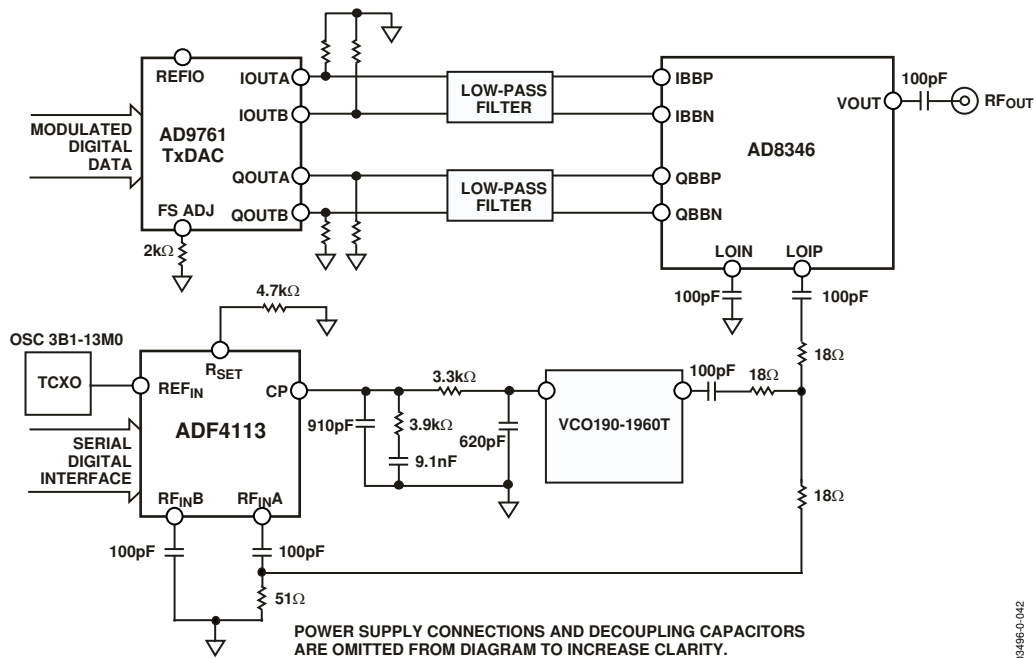 REFIO
IOUTA
IOUTB
QOUTA
QOUTB
FS ADJ
AD9761
TxDAC
MODULATED
DIGITAL
DATA
2kΩ
LOW-PASS
FILTER
LOW-PASS
FILTER
IBBP
IBBN
QBBP
QBBN
AD8346
VOUT
100pF
RFOUT
LOIN
LOIP
100pF
100pF
18Ω
4.7kΩ
OSC 3B1-13M0
TCXO
RSET
REFIN
CP
ADF4113
SERIAL
DIGITAL
INTERFACE
RFINB
RFINA
3.3kΩ
910pF
3.9kΩ
9.1nF
620pF
VCO190-1960T
100pF
18Ω
18Ω
100pF
100pF
51Ω
POWER SUPPLY CONNECTIONS AND DECOUPLING CAPACITORS
ARE OMITTED FROM DIAGRAM TO INCREASE CLARITY.